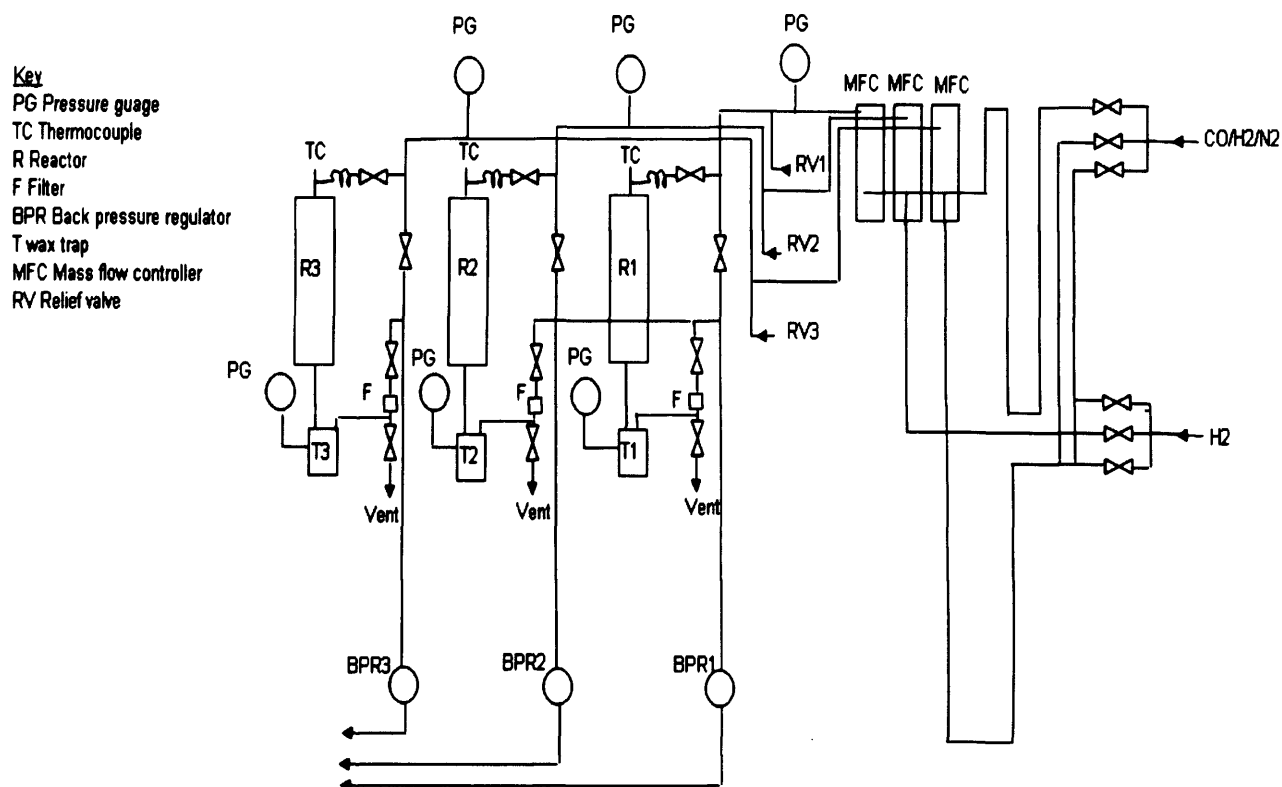 Key
PG Pressure guage
TC Thermocouple
R Reactor
F Filter
BPR Back pressure regulator
T wax trap
MFC Mass flow controller
RV Relief valve
PG
PG
PG
MFC MFC MFC
CO/H2/N2
TC
TC
TC
RV1
RV2
RV3
R3
R2
R1
PG
PG
PG
F
F
F
T3
T2
T1
H2
Vent
Vent
Vent
BPR3
BPR2
BPR1